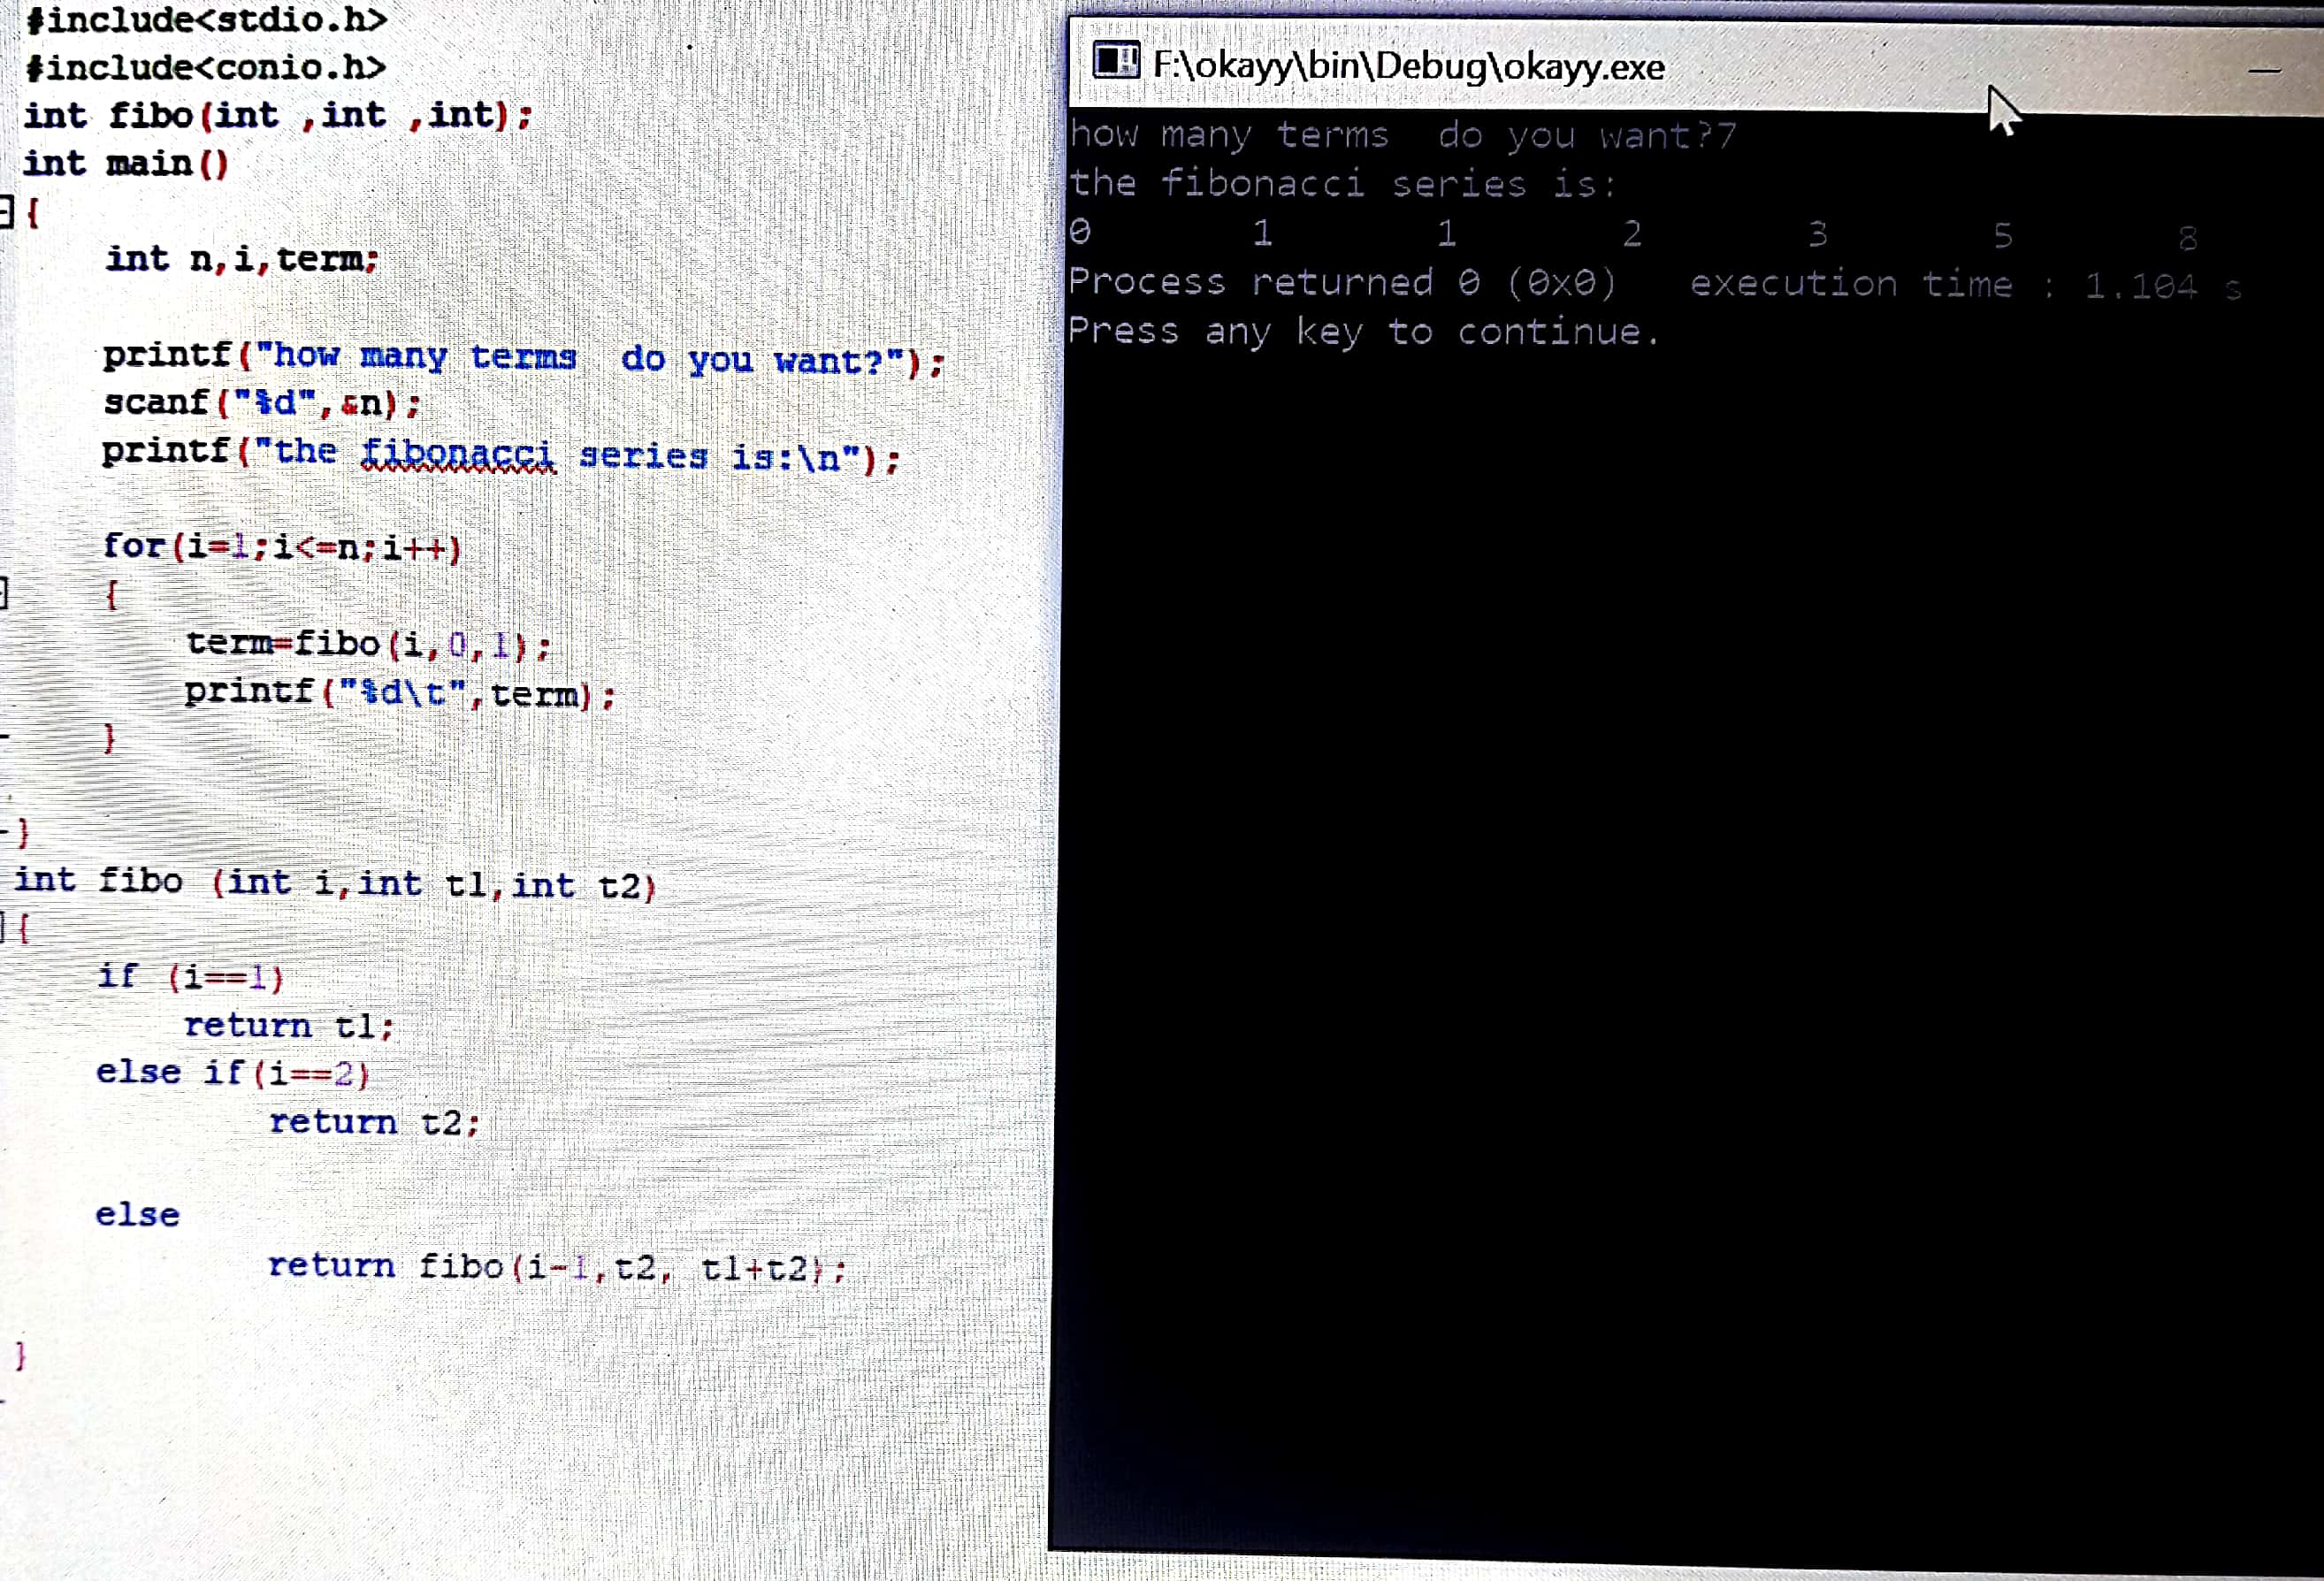 #include<stdio.h>
#include<conio.h>
int fibo(int ,int ,int);
int main()
{
int n,i,term;
printf("how many terms  do you want?");
scanf("%d",&n);
printf("the fibonacci series is:\n");
for(i=1;i<=n;i++)
{
term=fibo(i,0,1);
printf("%d\t",term);
}
}
int fibo (int i,int t1,int t2)
{
if (i==1)
return t1;
else if(i==2)
return t2;
else
return fibo(i-1,t2, t1+t2);
}
F:\okayy\bin\Debug\okayy.exe
how many terms  do you want?7
the fibonacci series is:
0 1 1 2 3 5 8
Process returned 0 (0x0)   execution time : 1.104 s
Press any key to continue.